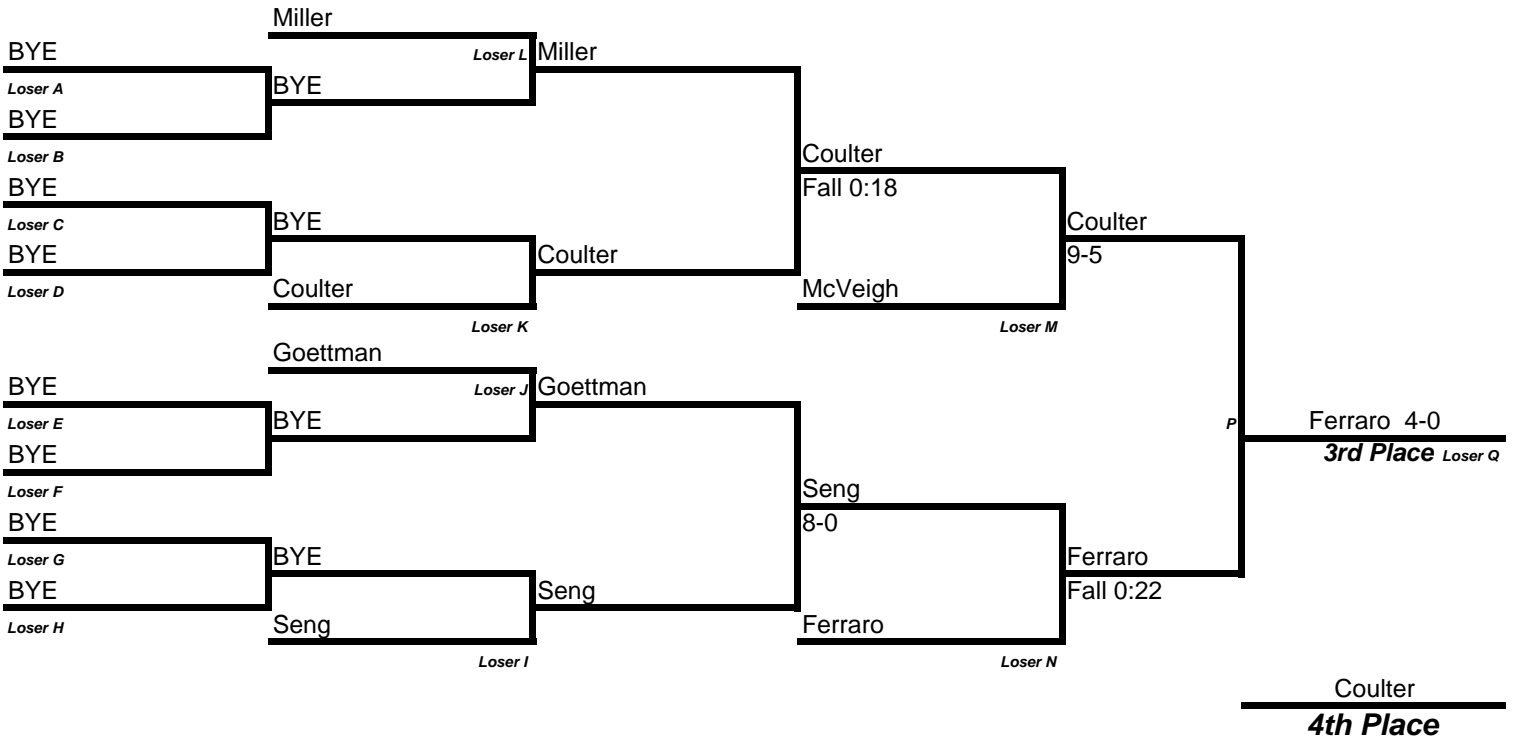 Miller
BYE
Loser L Miller
Loser A
BYE
BYE
Loser B
Coulter
BYE
Fall 0:18
Loser C
BYE
Coulter
BYE
Coulter
9-5
Loser D
Coulter
McVeigh
Loser K
Loser M
Goettman
BYE
Loser J Goettman
Loser E
BYE
P
Ferraro 4-0
BYE
3rd Place Loser Q
Loser F
Seng
BYE
8-0
Loser G
BYE
Ferraro
BYE
Seng
Fall 0:22
Loser H
Seng
Ferraro
Loser I
Loser N
Coulter
4th Place